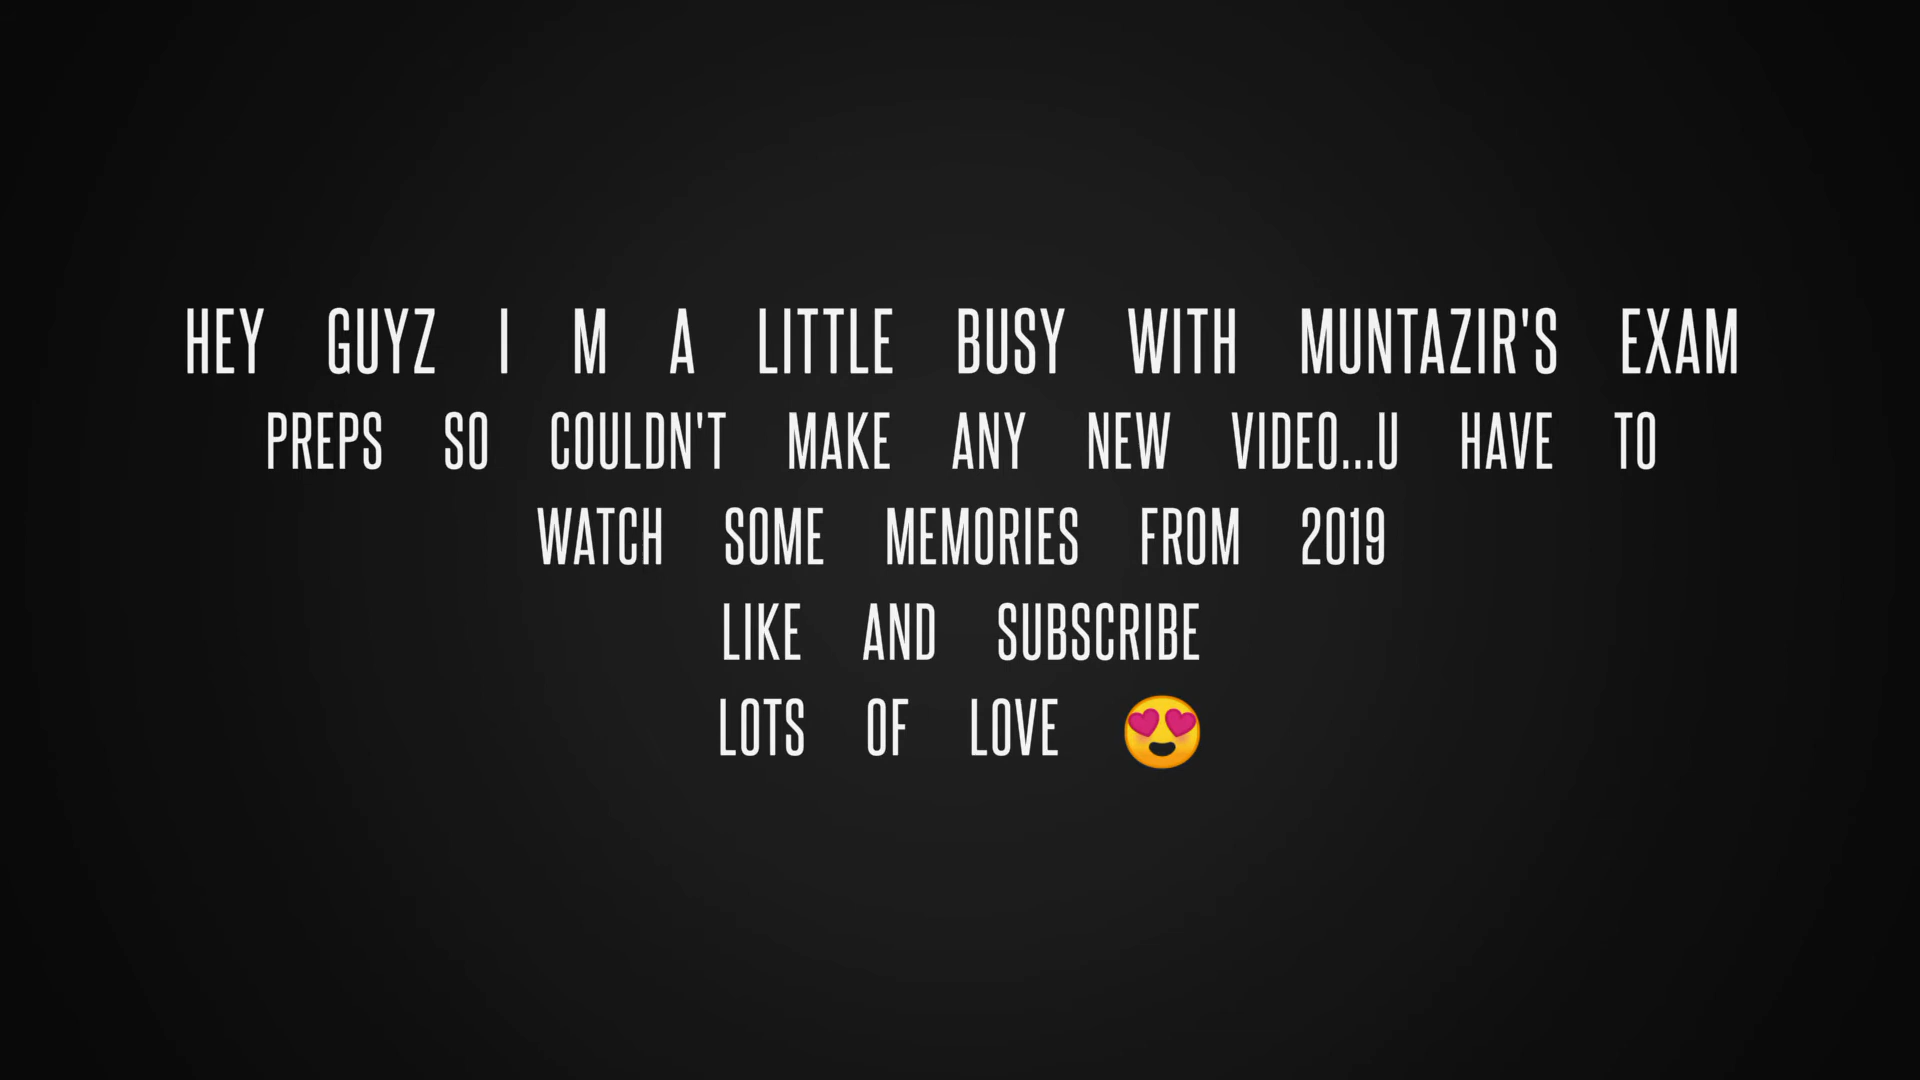 HEY GUYZ I M A LITTLE BUSY WITH MUNTAZIR'S EXAM
PREPS SO COULDN'T MAKE ANY NEW VIDEO...U HAVE TO
WATCH SOME MEMORIES FROM 2019
LIKE AND SUBSCRIBE
LOTS OF LOVE 😍